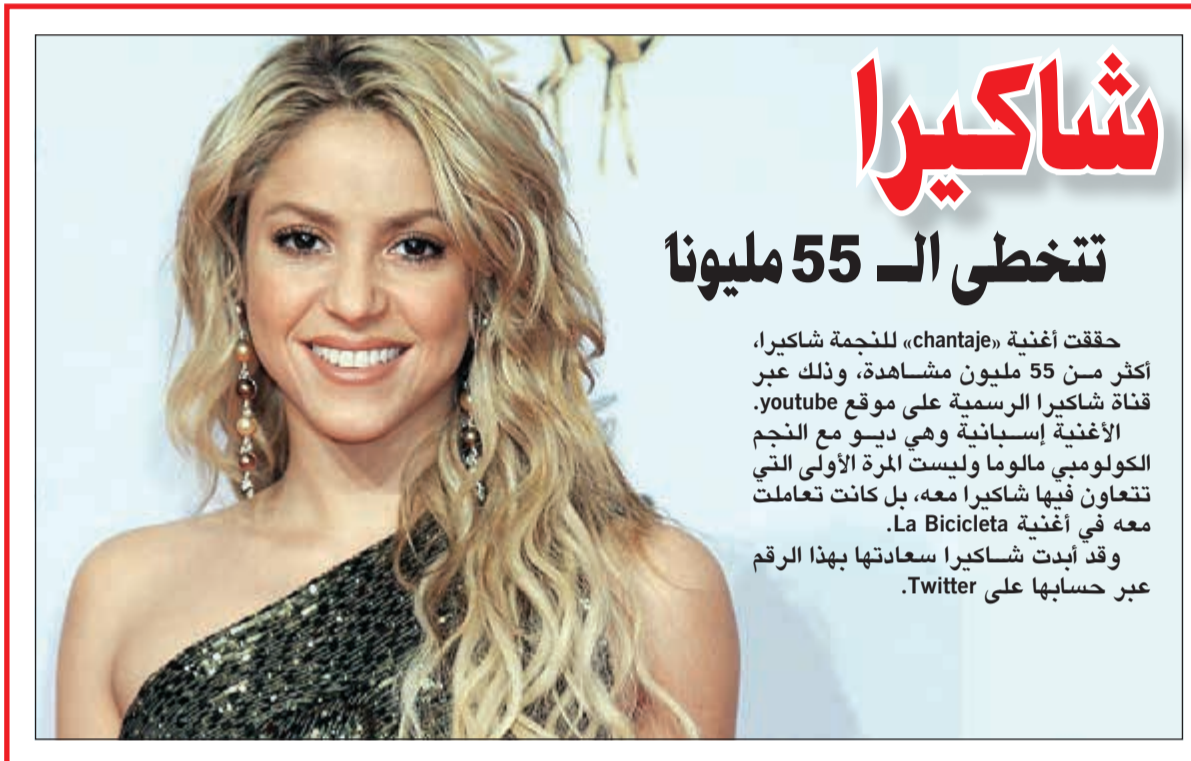 شاكيرا
تتخطى الـ 55 مليوناً
حققت أغنية «chantaje» للنجمة شاكيرا،
أكثر من 55 مليون مشاهدة، وذلك عبر
قناة شاكيرا الرسمية على موقع youtube.
الأغنية إسبانية وهي ديو مع النجم
الكولومبي مالوما وليست المرة الأولى التي
تتعاون فيها شاكيرا معه، بل كانت تعاملت
معه في أغنية La Bicicleta.
وقد أبدت شاكيرا سعادتها بهذا الرقم
عبر حسابها على Twitter.